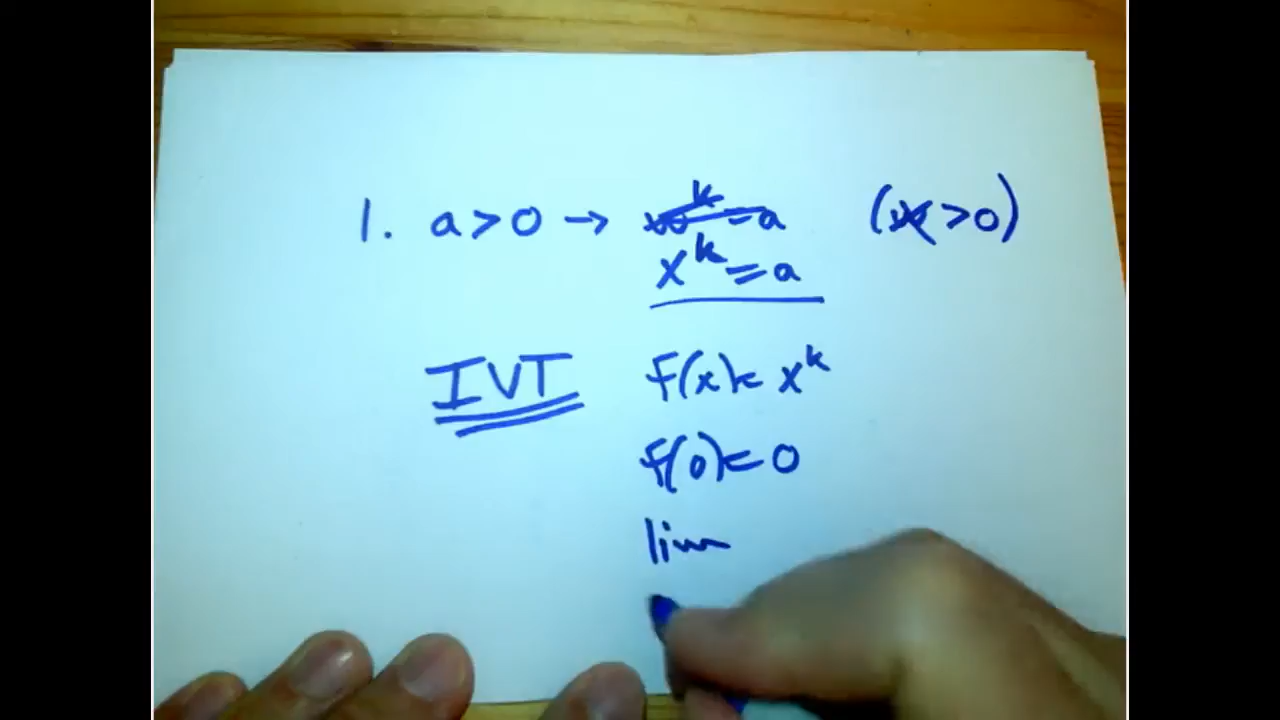 1. a > 0 → x^k = a (x > 0)
x^k = a
IVT f(x) = x^k
f(0) = 0
lim